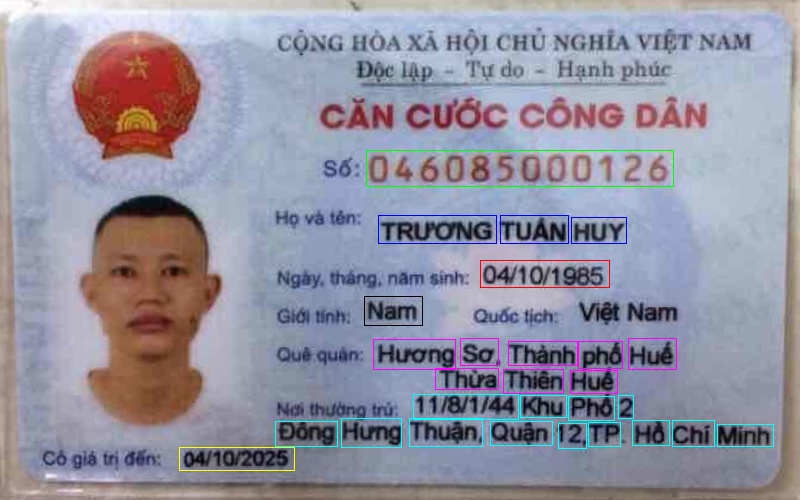 CỘNG HÒA XÃ HỘI CHỦ NGHĨA VIỆT NAM
Độc lập - Tự do - Hạnh phúc
CĂN CƯỚC CÔNG DÂN
Số: 046085000126
Họ và tên: TRƯƠNG TUẤN HUY
Ngày, tháng, năm sinh: 04/10/1985
Giới tính: Nam Quốc tịch: Việt Nam
Quê quán: Hương Sơ, Thành phố Huế
Thừa Thiên Huế
Nơi thường trú: 11/8/1/44 Khu Phố 2
Đông Hưng Thuận, Quận 12, TP. Hồ Chí Minh
Có giá trị đến: 04/10/2025